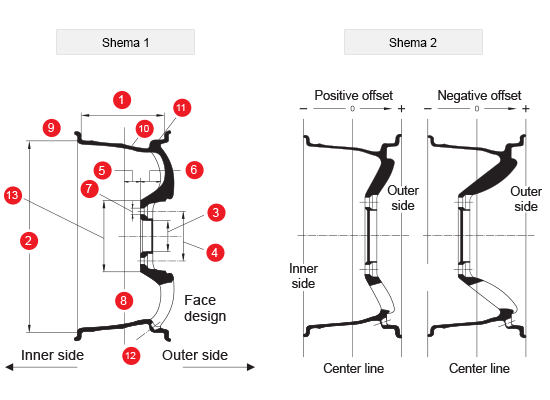 Shema 1
Shema 2
Positive offset
Negative offset
− 0 +
− 0 +
1
11
9
10
5
6
7
13
3
2
4
8
12
Face
design
Inner side
Outer side
Outer
side
Outer
side
Inner
side
Center line
Center line